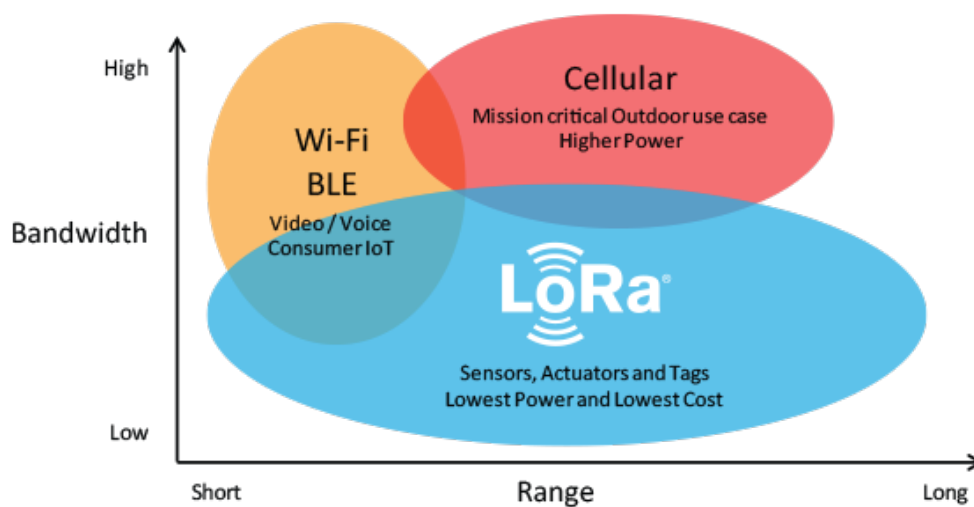 High
Cellular
Mission critical Outdoor use case
Higher Power
Wi-Fi
BLE
Video / Voice
Consumer IoT
Bandwidth
LoRa®
Sensors, Actuators and Tags
Lowest Power and Lowest Cost
Low
Short
Range
Long